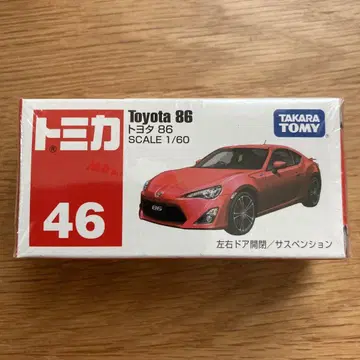 トミカ
46
Toyota 86
トヨタ 86
SCALE 1/60
TAKARA
TOMY
左右ドア開閉/サスペンション